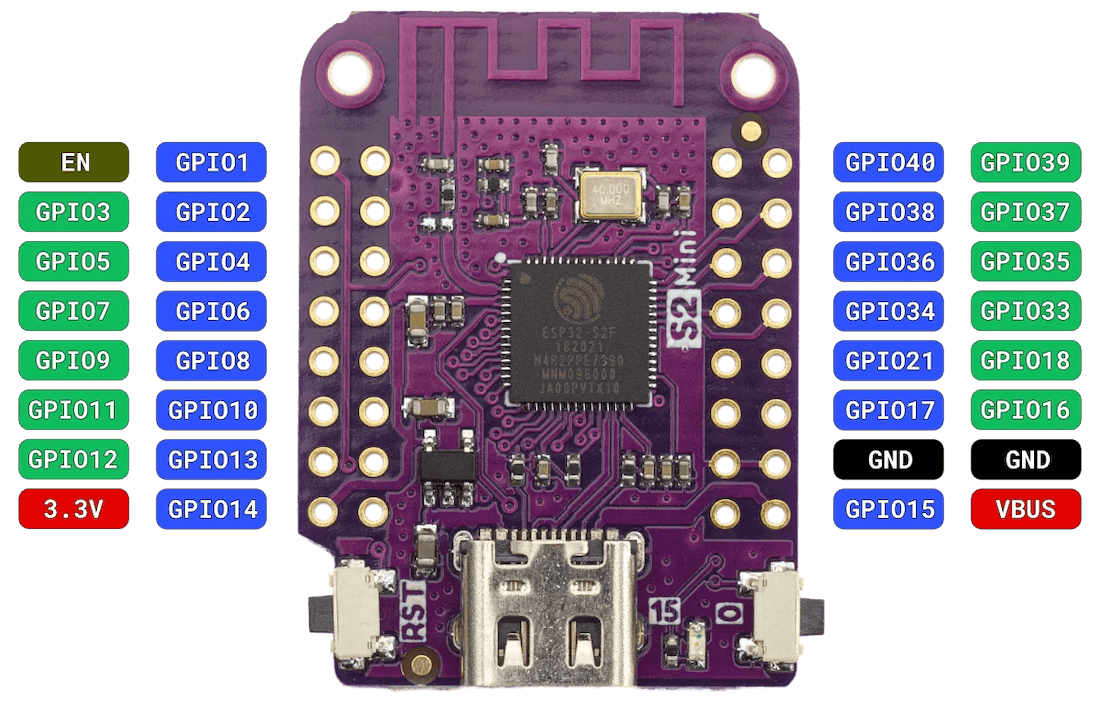 EN GPIO1 GPIO40 GPIO39
GPIO3 GPIO2 GPIO38 GPIO37
GPIO5 GPIO4 GPIO36 GPIO35
GPIO7 GPIO6 GPIO34 GPIO33
GPIO9 GPIO8 GPIO21 GPIO18
GPIO11 GPIO10 GPIO17 GPIO16
GPIO12 GPIO13 GND GND
3.3V GPIO14 GPIO15 VBUS
40.000
MHZ
S2 Mini
ESP32-S2F
182021
JA00PVTX10
RST
15
0